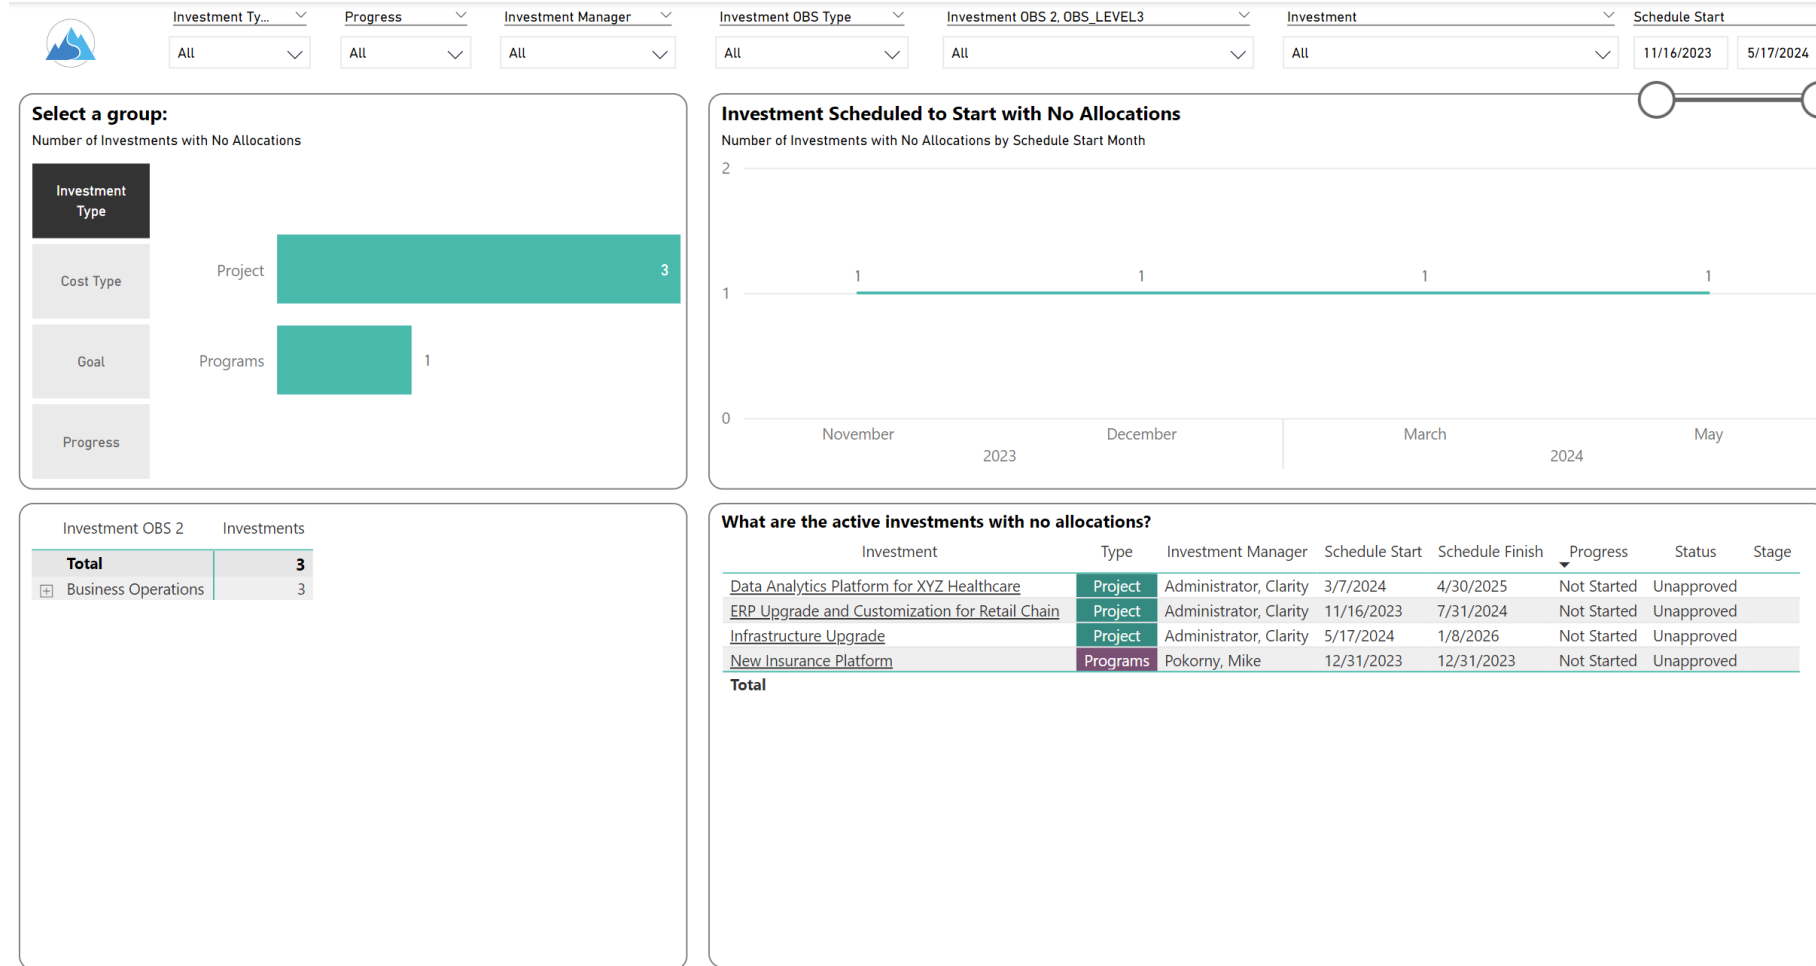 Investment Ty...
Progress
Investment Manager
Investment OBS Type
Investment OBS 2, OBS_LEVEL3
Investment
Schedule Start
All
All
All
All
All
All
11/16/2023
5/17/2024
Select a group:
Number of Investments with No Allocations
Investment
Type
Cost Type
Goal
Progress
Project
3
Programs
1
Investment Scheduled to Start with No Allocations
Number of Investments with No Allocations by Schedule Start Month
2
1
0
1
1
1
1
November
December
March
May
2023
2024
Investment OBS 2 Investments
Total 3
Business Operations 3
What are the active investments with no allocations?
Investment Type Investment Manager Schedule Start Schedule Finish Progress Status Stage
Data Analytics Platform for XYZ Healthcare Project Administrator, Clarity 3/7/2024 4/30/2025 Not Started Unapproved
ERP Upgrade and Customization for Retail Chain Project Administrator, Clarity 11/16/2023 7/31/2024 Not Started Unapproved
Infrastructure Upgrade Project Administrator, Clarity 5/17/2024 1/8/2026 Not Started Unapproved
New Insurance Platform Programs Pokorny, Mike 12/31/2023 12/31/2023 Not Started Unapproved
Total